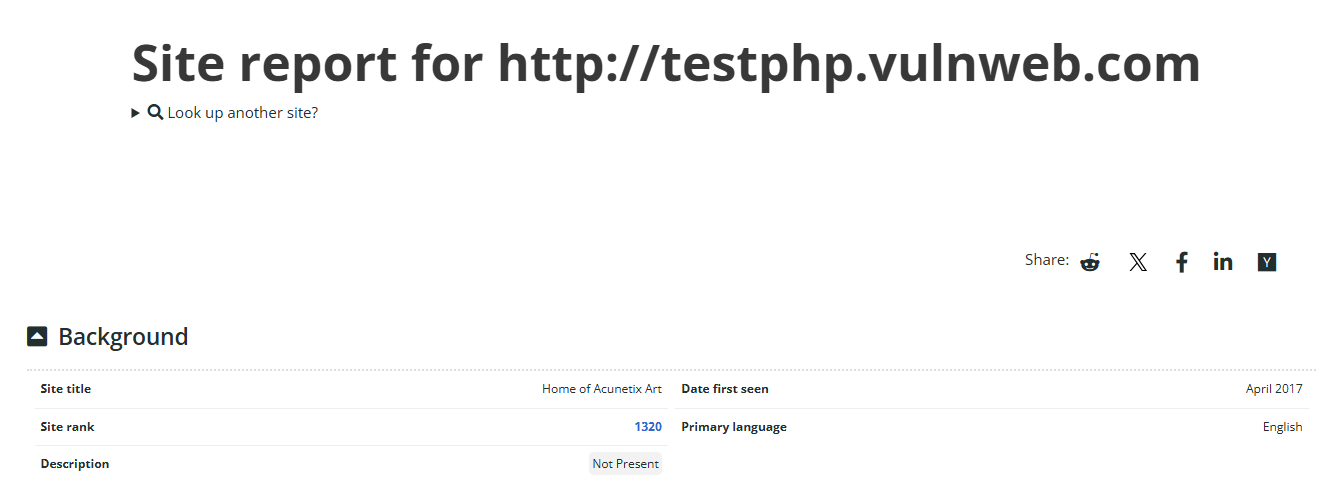 Site report for http://testphp.vulnweb.com
Look up another site?
Share:
Background
Site title Home of Acunetix Art Date first seen April 2017
Site rank 1320 Primary language English
Description Not Present